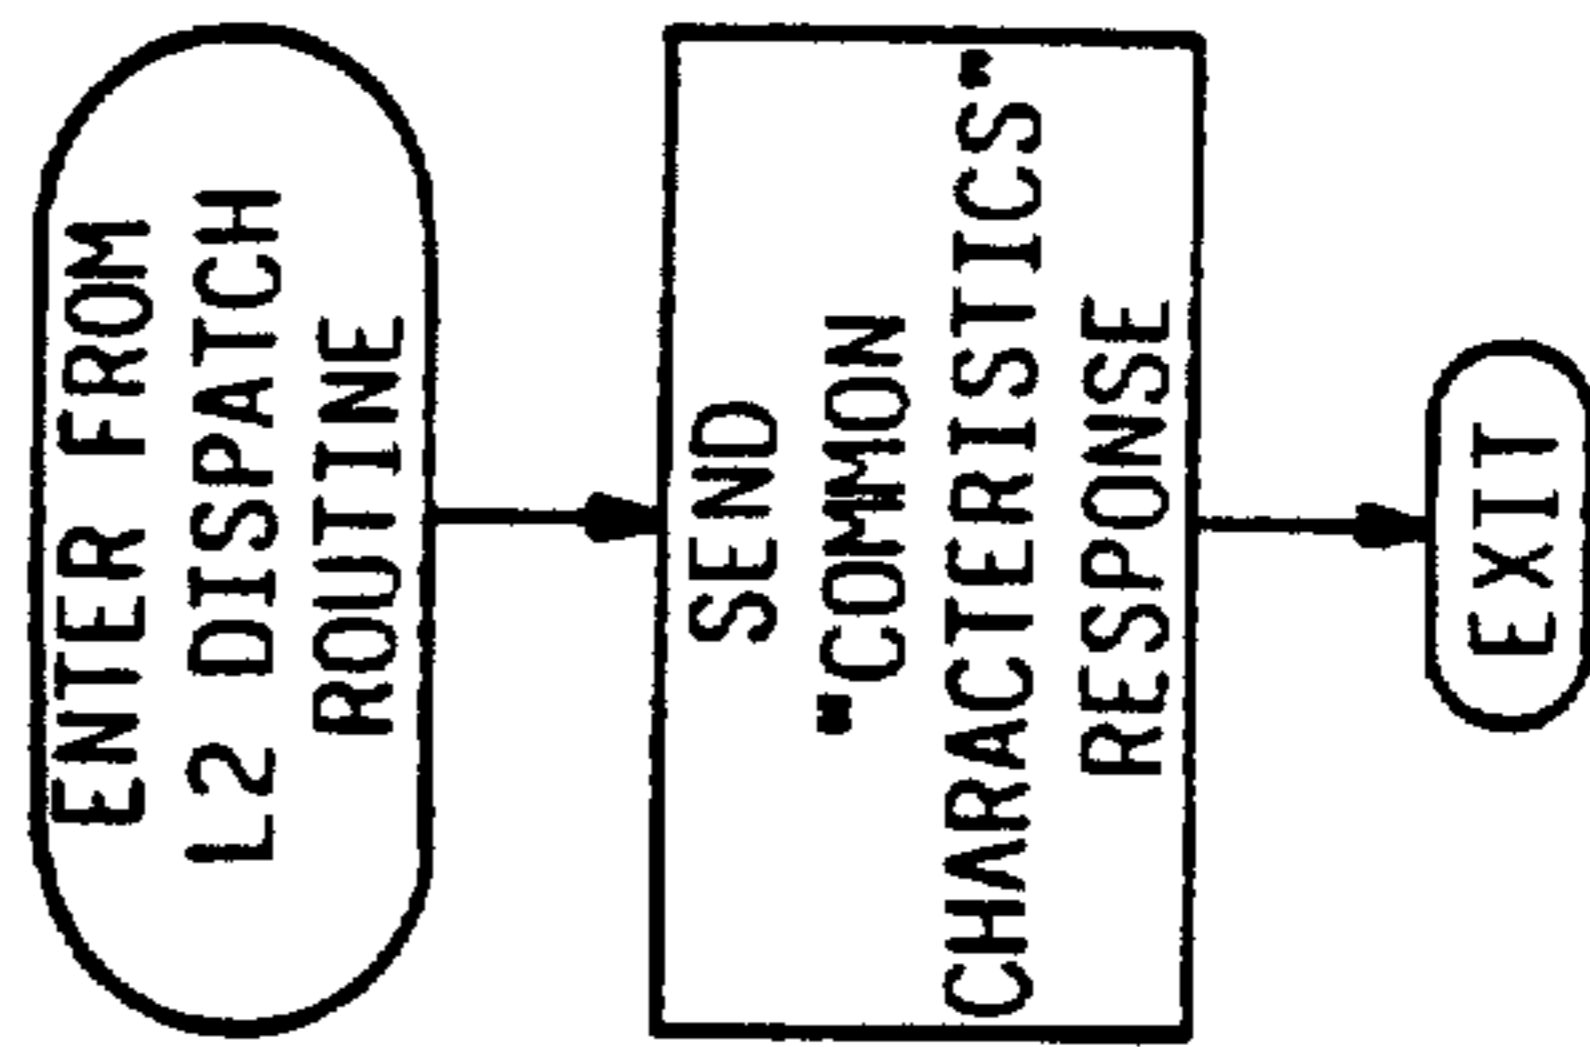 ENTER FROM
L2 DISPATCH
ROUTINE
SEND
"COMMON
CHARACTERISTICS"
RESPONSE
EXIT